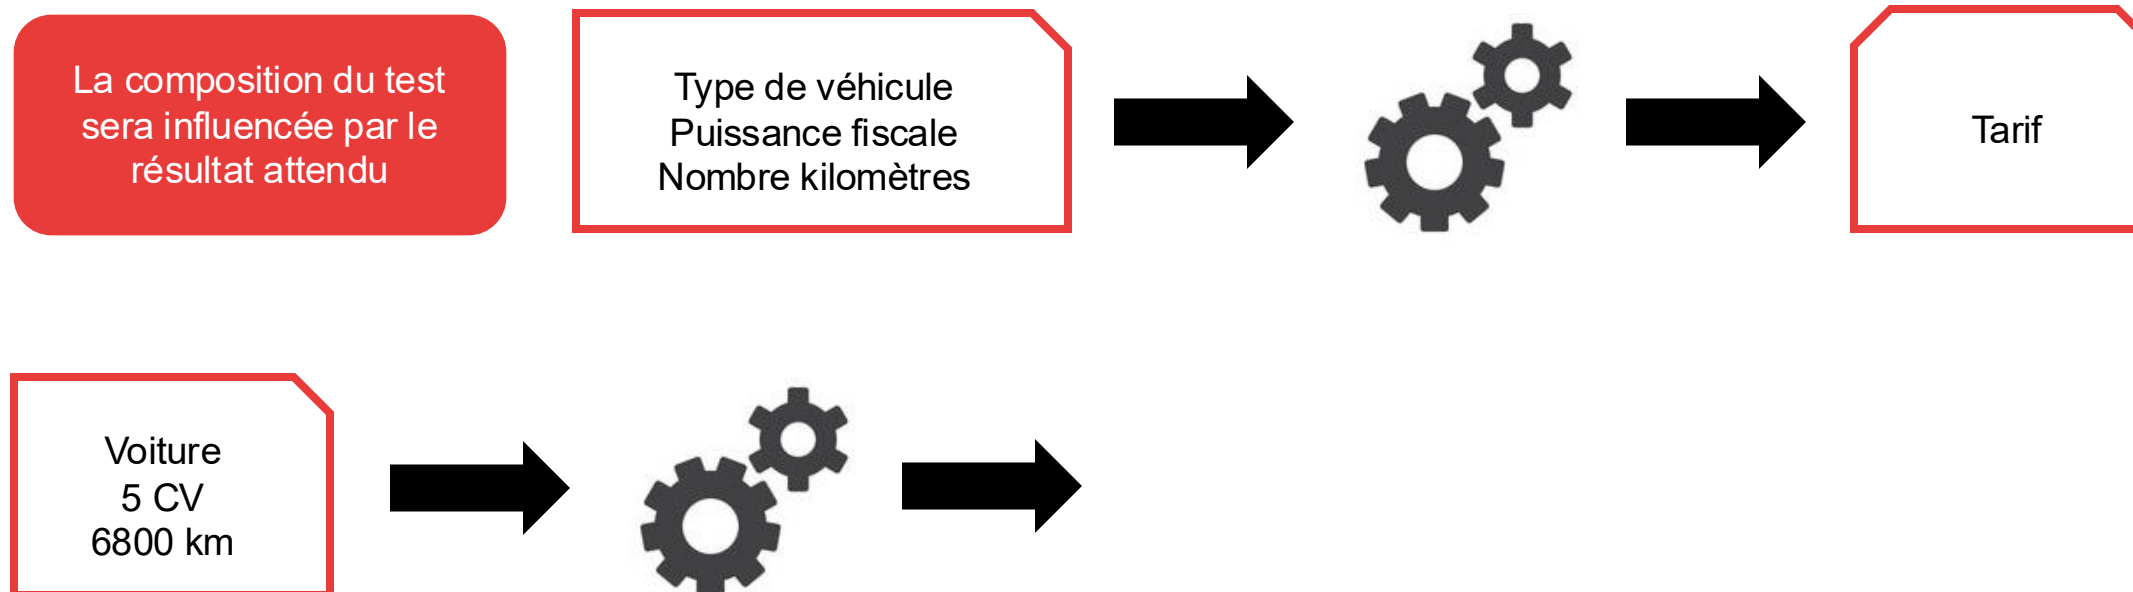 La composition du test
sera influencée par le
résultat attendu
Type de véhicule
Puissance fiscale
Nombre kilomètres
Tarif
Voiture
5 CV
6800 km